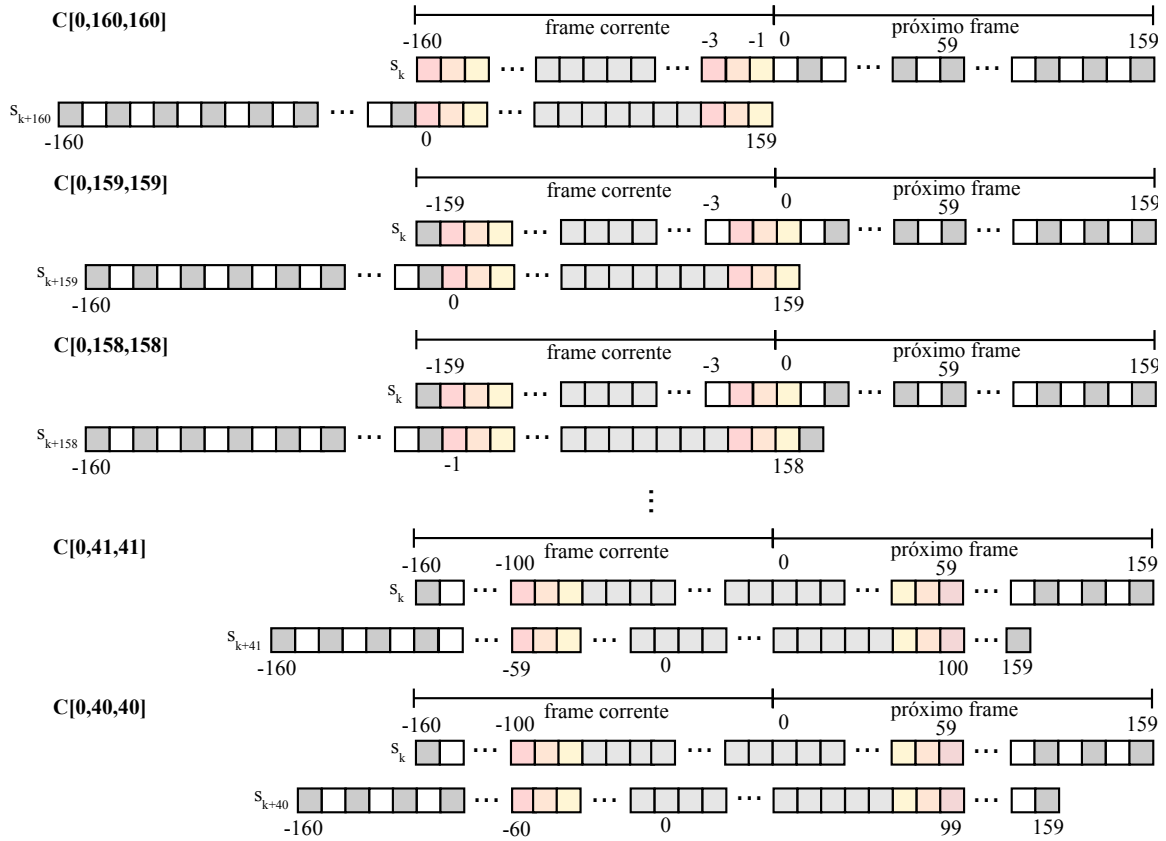 C[0,160,160] frame corrente próximo frame
-160 -3 -1 0 59 159
s_k ... ... ... ...
s_k+160 ... ...
-160 0 159
C[0,159,159] frame corrente próximo frame
-159 -3 0 59 159
s_k ... ... ... ...
s_k+159 ... ...
-160 0 159
C[0,158,158] frame corrente próximo frame
-159 -3 0 59 159
s_k ... ... ... ...
s_k+158 ... ...
-160 -1 158
⋮
C[0,41,41] frame corrente próximo frame
-160 -100 0 59 159
s_k ... ... ... ...
s_k+41 ... ... ... ...
-160 -59 0 100 159
C[0,40,40] frame corrente próximo frame
-160 -100 0 59 159
s_k ... ... ... ...
s_k+40 ... ... ... ...
-160 -60 0 99 159